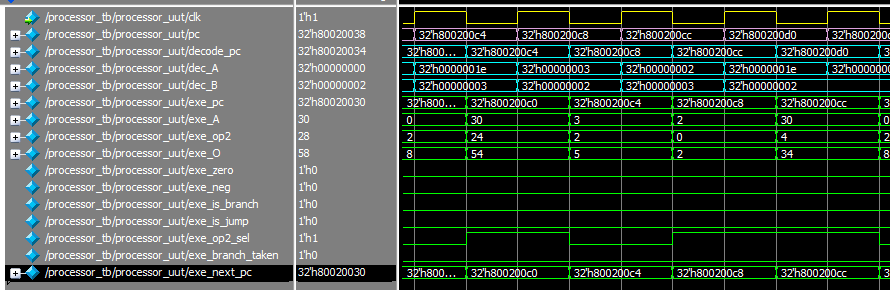 /processor_tb/processor_uut/clk 1'h1
/processor_tb/processor_uut/pc 32'h80020038 32'h800200c4 32'h800200c8 32'h800200cc 32'h800200d0 32'h800200
/processor_tb/processor_uut/decode_pc 32'h80020034 32'h800... 32'h800200c4 32'h800200c8 32'h800200cc 32'h800200d0 3
/processor_tb/processor_uut/dec_A 32'h00000000 32'h0000001e 32'h00000003 32'h00000002 32'h0000001e 32'h000000
/processor_tb/processor_uut/dec_B 32'h00000002 32'h00000003 32'h00000002 32'h00000003 32'h00000002
/processor_tb/processor_uut/exe_pc 32'h80020030 32'h800... 32'h800200c0 32'h800200c4 32'h800200c8 32'h800200cc 3
/processor_tb/processor_uut/exe_A 30 0 30 3 2 30 0
/processor_tb/processor_uut/exe_op2 28 2 24 2 0 4 2
/processor_tb/processor_uut/exe_O 58 8 54 5 2 34 8
/processor_tb/processor_uut/exe_zero 1'h0
/processor_tb/processor_uut/exe_neg 1'h0
/processor_tb/processor_uut/exe_is_branch 1'h0
/processor_tb/processor_uut/exe_is_jump 1'h0
/processor_tb/processor_uut/exe_op2_sel 1'h1
/processor_tb/processor_uut/exe_branch_taken 1'h0
/processor_tb/processor_uut/exe_next_pc 32'h80020030 32'h800... 32'h800200c0 32'h800200c4 32'h800200c8 32'h800200cc 3